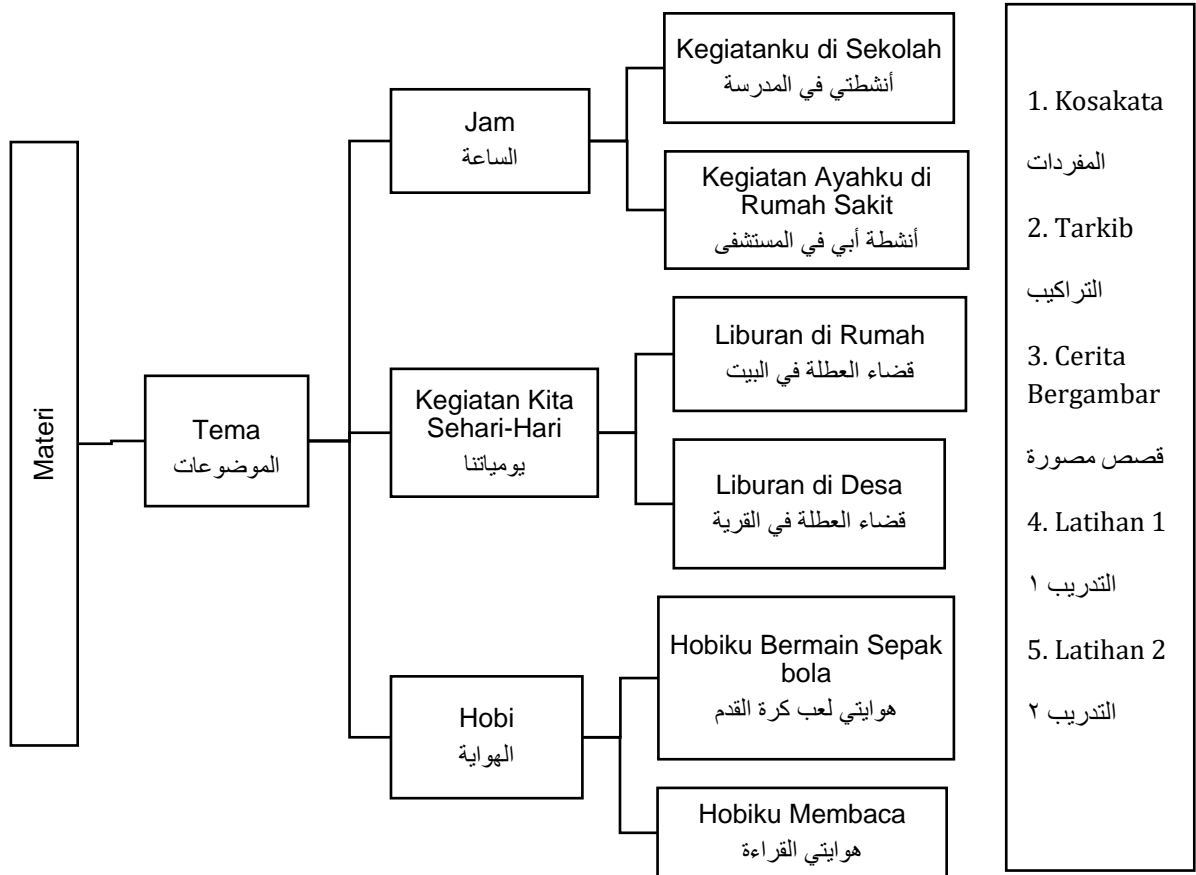 Materi
Tema
الموضوعات
Jam
الساعة
Kegiatanku di Sekolah
أنشطتي في المدرسة
Kegiatan Ayahku di
Rumah Sakit
أنشطة أبي في المستشفى
Kegiatan Kita
Sehari-Hari
يومياتنا
Liburan di Rumah
قضاء العطلة في البيت
Liburan di Desa
قضاء العطلة في القرية
Hobi
الهواية
Hobiku Bermain Sepak
bola
هوايتي لعب كرة القدم
Hobiku Membaca
هوايتي القراءة
1. Kosakata
المفردات
2. Tarkib
التراكيب
3. Cerita
Bergambar
قصص مصورة
4. Latihan 1
التدريب ١
5. Latihan 2
التدريب ٢